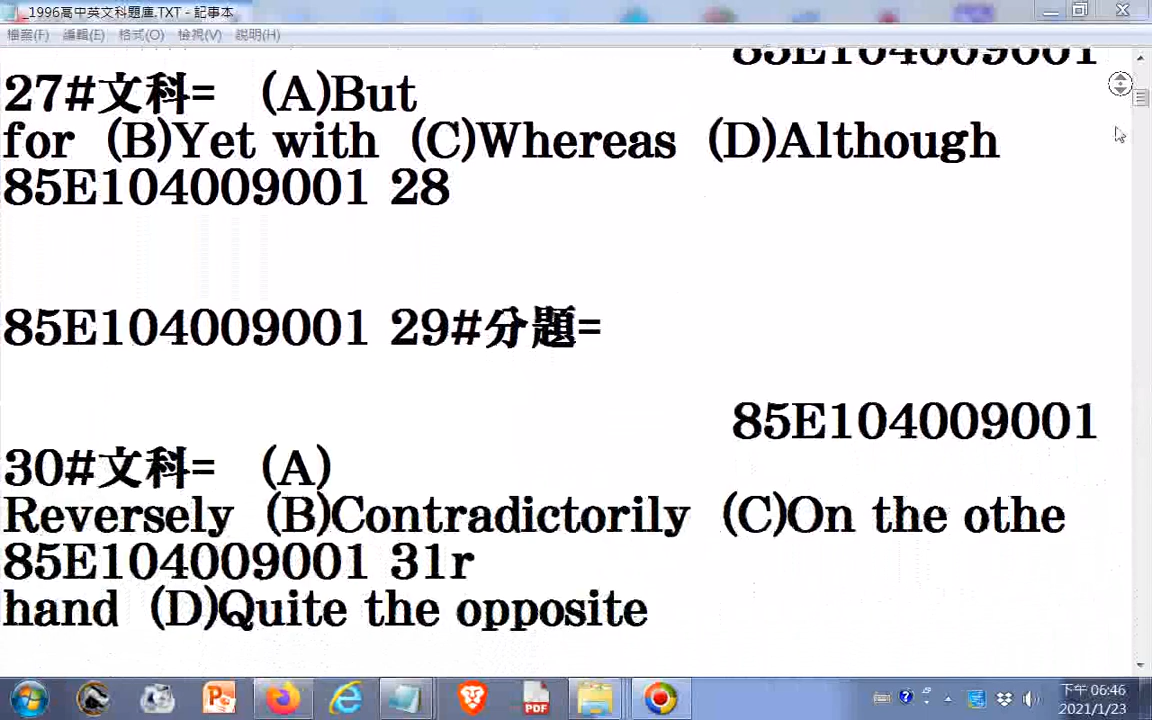 _1996高中英文科題庫.TXT - 記事本
檔案(F) 編輯(E) 格式(O) 檢視(V) 說明(H)
85E104009001
27#文科= (A)But
for (B)Yet with (C)Whereas (D)Although
85E104009001 28
85E104009001 29#分題=
85E104009001
30#文科= (A)
Reversely (B)Contradictorily (C)On the othe
85E104009001 31r
hand (D)Quite the opposite
PDF
下午 06:46
2021/1/23